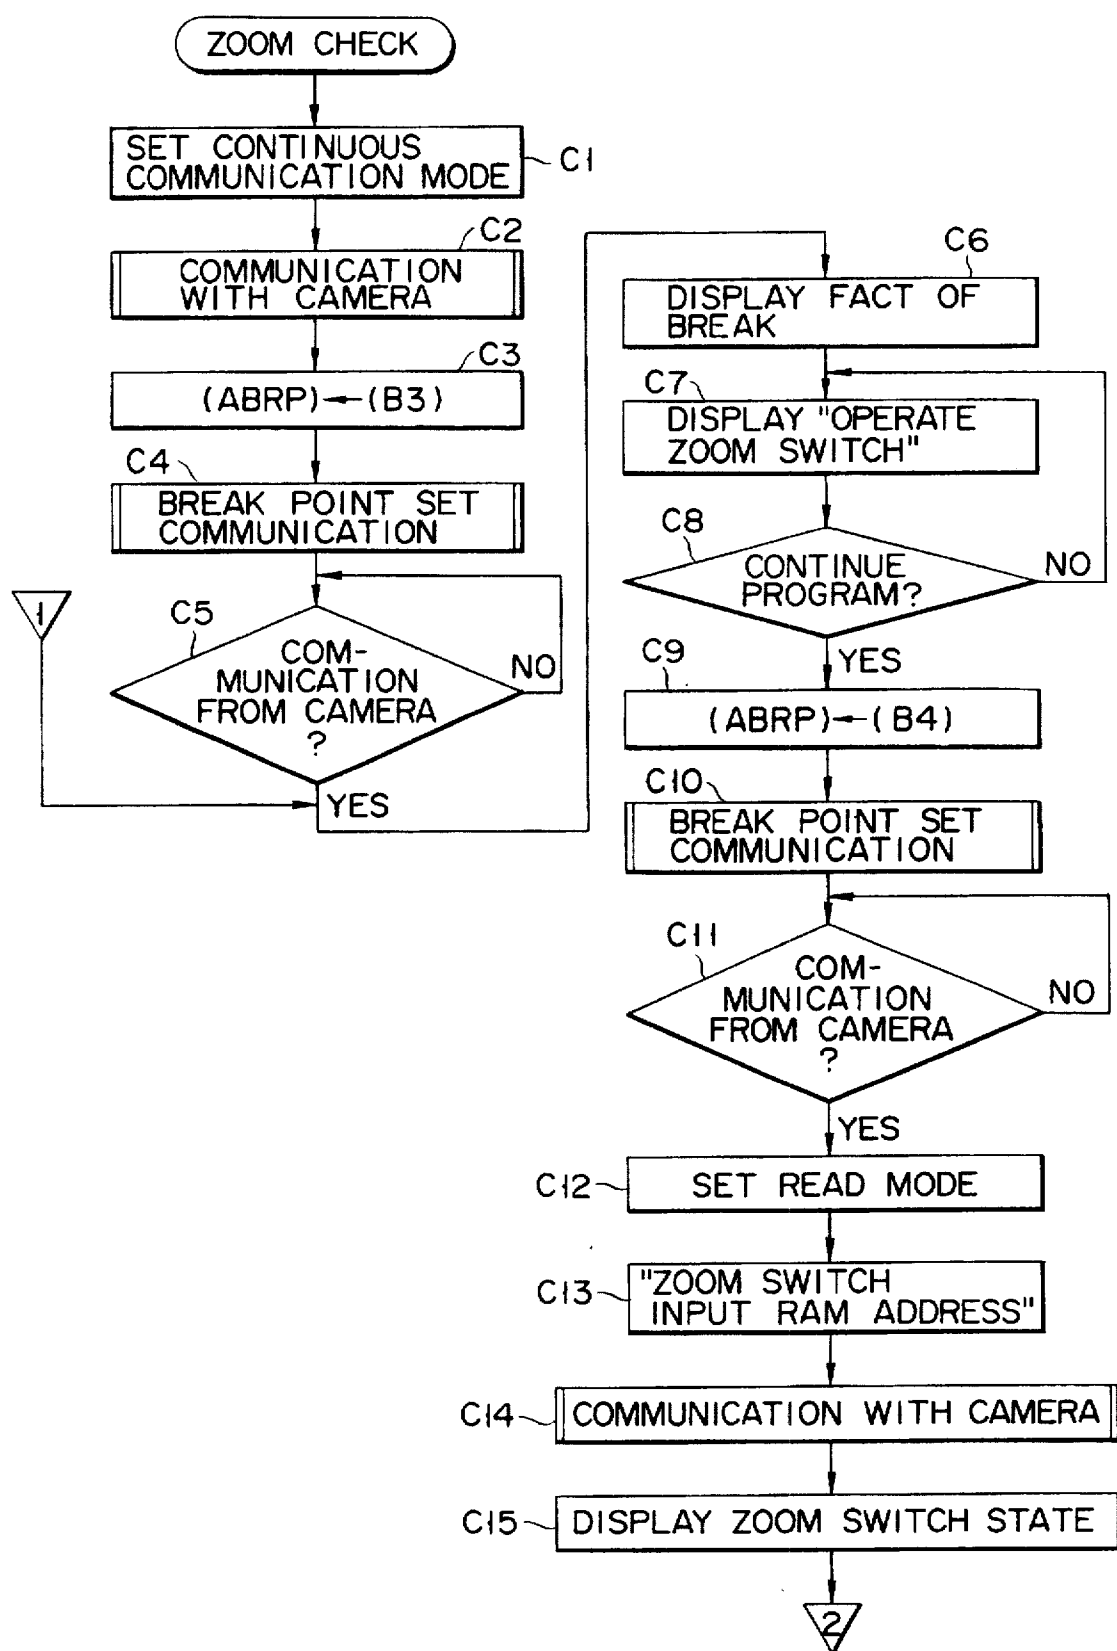 ZOOM CHECK
SET CONTINUOUS
COMMUNICATION MODE
C1
C2
COMMUNICATION
WITH CAMERA
C3
(ABRP)←(B3)
C4
BREAK POINT SET
COMMUNICATION
1
C5
COM-
MUNICATION
FROM CAMERA
?
NO
YES
C6
DISPLAY FACT OF
BREAK
C7
DISPLAY "OPERATE
ZOOM SWITCH"
C8
CONTINUE
PROGRAM?
NO
YES
C9
(ABRP)←(B4)
C10
BREAK POINT SET
COMMUNICATION
C11
COM-
MUNICATION
FROM CAMERA
?
NO
YES
C12
SET READ MODE
C13
"ZOOM SWITCH
INPUT RAM ADDRESS"
C14
COMMUNICATION WITH CAMERA
C15
DISPLAY ZOOM SWITCH STATE
2